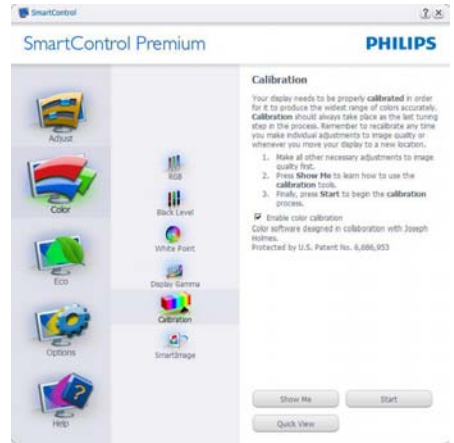 SmartControl
SmartControl Premium
PHILIPS
Adjust
Color
Eco
Options
Help
RGB
Black Level
White Point
Display Gamma
Calibration
SmartImage
Calibration
Your display needs to be properly calibrated in order
for it to produce the widest range of colors accurately.
Calibration should always take place as the last tuning
step in the process. Remember to recalibrate any time
you make individual adjustments to image quality or
whenever you move your display to a new location.
1. Make all other necessary adjustments to image
quality first.
2. Press Show Me to learn how to use the
calibration tools.
3. Finally, press Start to begin the calibration
process.
Enable color calibration
Color software designed in collaboration with Joseph
Holmes.
Protected by U.S. Patent No. 6,686,953
Show Me
Start
Quick View